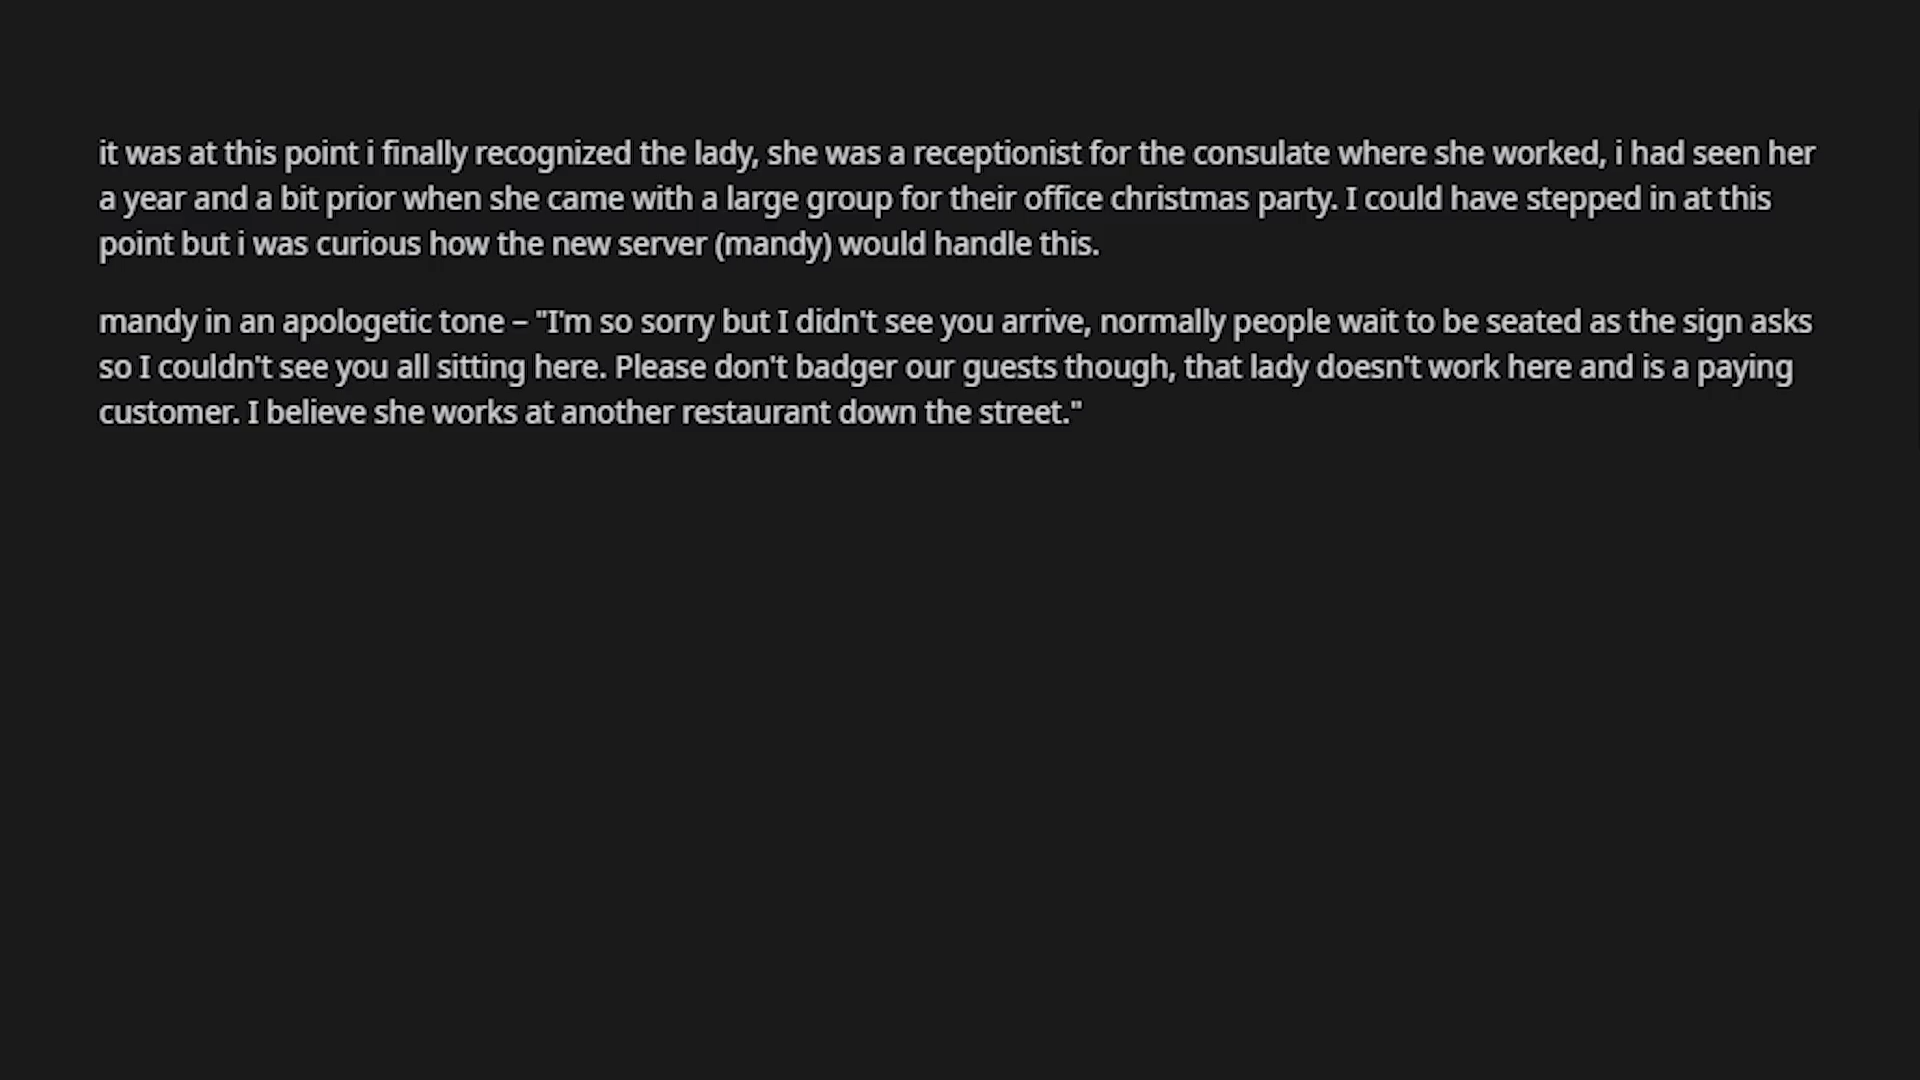 it was at this point i finally recognized the lady, she was a receptionist for the consulate where she worked, i had seen her
a year and a bit prior when she came with a large group for their office christmas party. I could have stepped in at this
point but i was curious how the new server (mandy) would handle this.
mandy in an apologetic tone – "I'm so sorry but I didn't see you arrive, normally people wait to be seated as the sign asks
so I couldn't see you all sitting here. Please don't badger our guests though, that lady doesn't work here and is a paying
customer. I believe she works at another restaurant down the street."